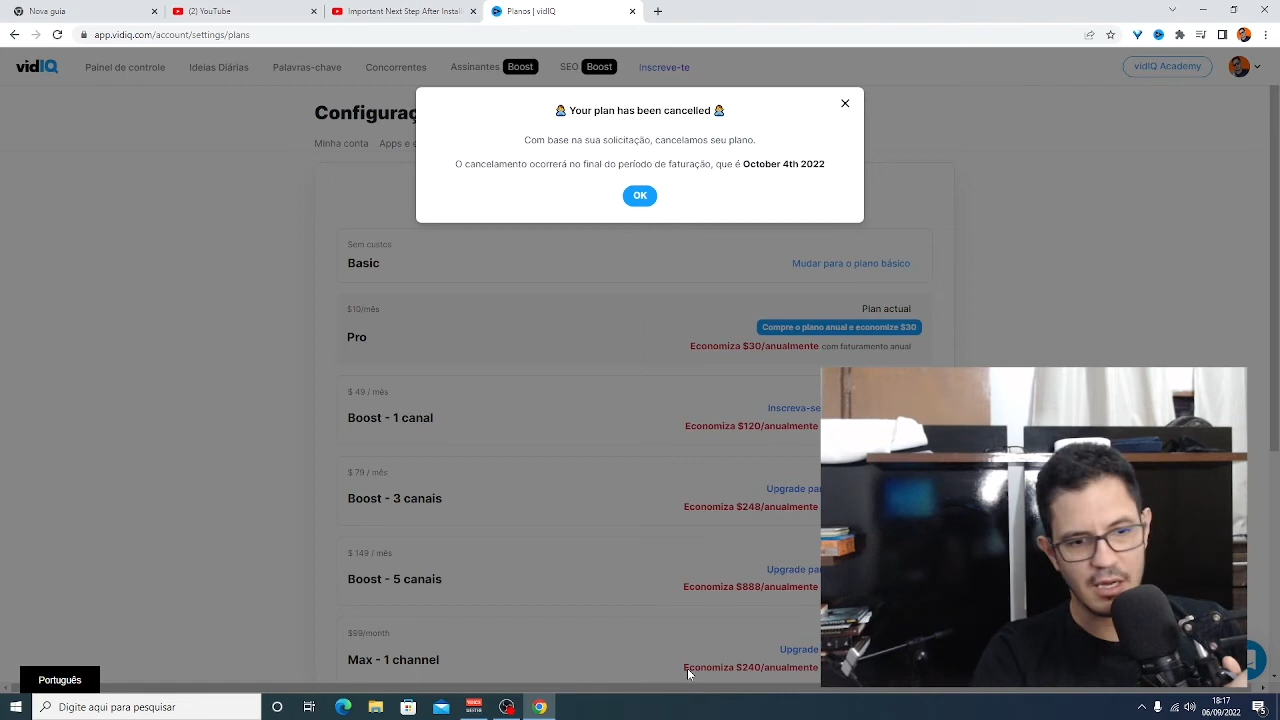 Nova guia
(2) YouTube
Important Next Step After Install
Planos | vidIQ
app.vidiq.com/account/settings/plans
vidIQ
Painel de controle
Ideias Diárias
Palavras-chave
Concorrentes
Assinantes Boost
SEO Boost
Inscreve-te
vidIQ Academy
Configuraç
Minha conta
Apps e e
Your plan has been cancelled
Com base na sua solicitação, cancelamos seu plano.
O cancelamento ocorrerá no final do período de faturação, que é October 4th 2022
OK
Sem custos
Basic
Mudar para o plano básico
$10/mês
Pro
Plan actual
Compre o plano anual e economize $30
Economiza $30/anualmente com faturamento anual
$ 49 / mês
Boost - 1 canal
Inscreva-se
Economiza $120/anualmente
$ 79 / mês
Boost - 3 canais
Upgrade par
Economiza $248/anualmente
$ 149 / mês
Boost - 5 canais
Upgrade par
Economiza $888/anualmente
$99/month
Max - 1 channel
Upgrade
Economiza $240/anualmente
Português
Digite aqui para pesquisar
18:17
06/09/2022